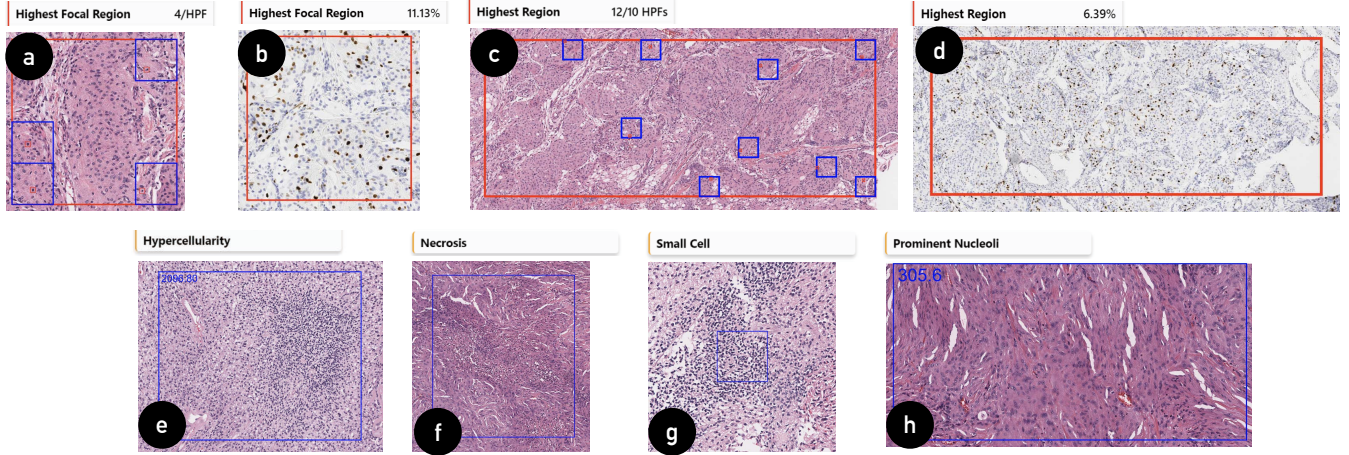 Highest Focal Region 4/HPF
Highest Focal Region 11.13%
Highest Region 12/10 HPFs
Highest Region 6.39%
a
b
c
d
Hypercellularity
Necrosis
Small Cell
Prominent Nucleoli
305.6
e
f
g
h